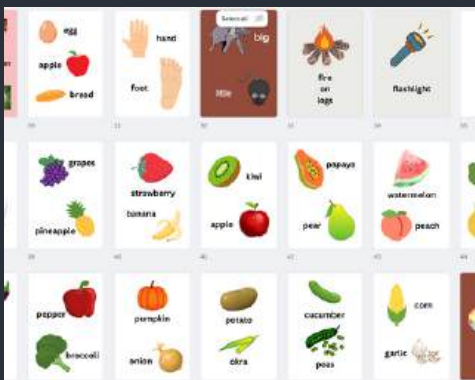 egg
apple
bread
hand
foot
big
little
fire
on
logs
flashlight
grapes
pineapple
strawberry
banana
kiwi
apple
papaya
pear
watermelon
peach
pepper
broccoli
pumpkin
onion
potato
okra
cucumber
peas
corn
garlic